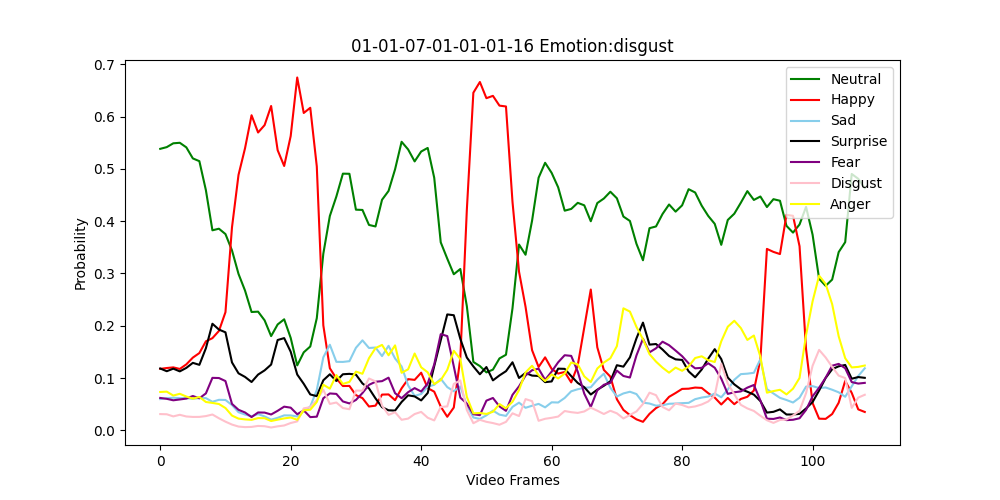 01-01-07-01-01-01-16 Emotion:disgust
0.7
0.6
0.5
0.4
0.3
0.2
0.1
0.0
Probability
0 20 40 60 80 100
Video Frames
Neutral
Happy
Sad
Surprise
Fear
Disgust
Anger